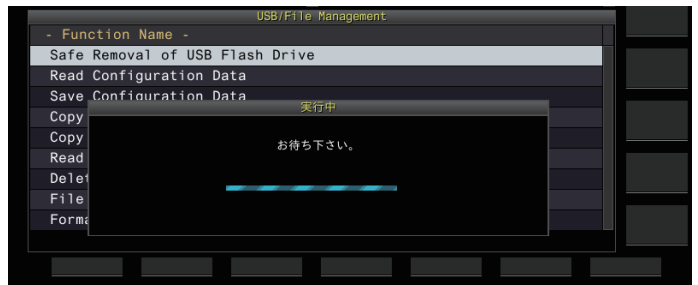 USB/File Management
- Function Name -
Safe Removal of USB Flash Drive
Read Configuration Data
Save Configuration Data
実行中
Copy
Copy
お待ち下さい。
Read
Delet
File
Forma